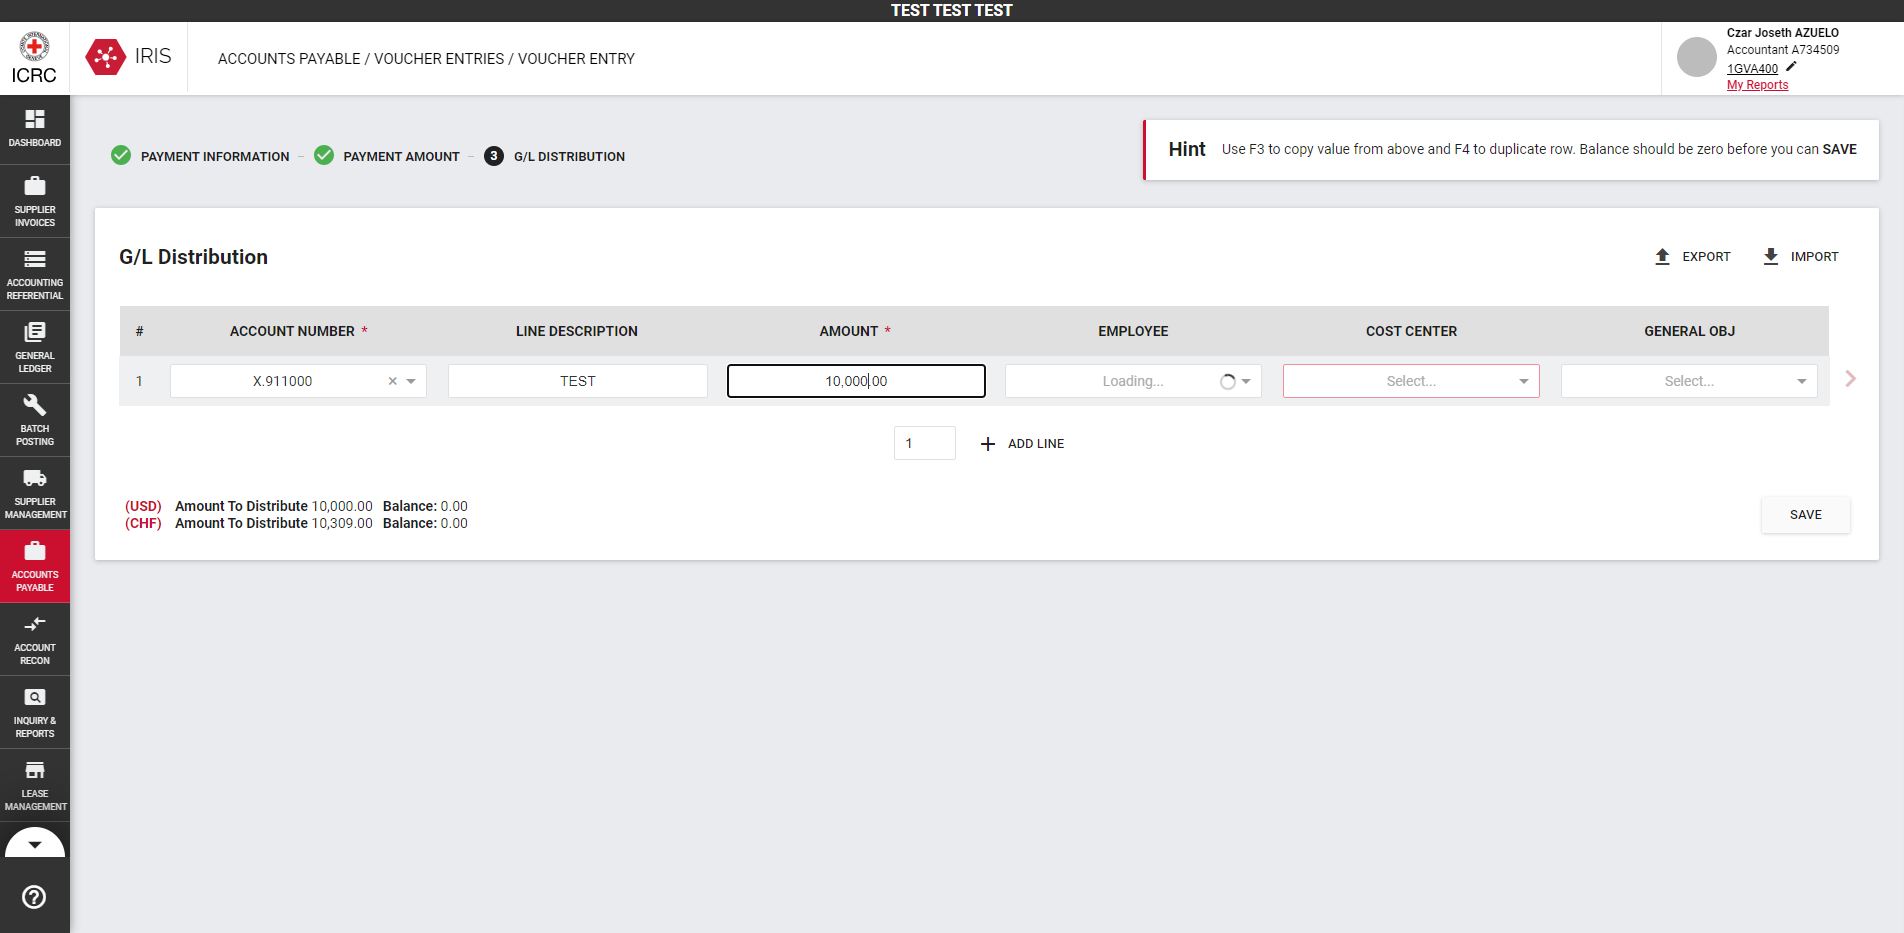 TEST TEST TEST
ICRC
IRIS
ACCOUNTS PAYABLE / VOUCHER ENTRIES / VOUCHER ENTRY
Czar Joseth AZUELO
Accountant A734509
1GVA400
My Reports
DASHBOARD
SUPPLIER
INVOICES
ACCOUNTING
REFERENTIAL
GENERAL
LEDGER
BATCH
POSTING
SUPPLIER
MANAGEMENT
ACCOUNTS
PAYABLE
ACCOUNT
RECON
INQUIRY &
REPORTS
LEASE
MANAGEMENT
PAYMENT INFORMATION – PAYMENT AMOUNT – 3 G/L DISTRIBUTION
Hint Use F3 to copy value from above and F4 to duplicate row. Balance should be zero before you can SAVE
G/L Distribution
EXPORT IMPORT
# ACCOUNT NUMBER * LINE DESCRIPTION AMOUNT * EMPLOYEE COST CENTER GENERAL OBJ
1 X.911000 TEST 10,000.00 Loading... Select... Select...
1 ADD LINE
(USD) Amount To Distribute 10,000.00 Balance: 0.00
(CHF) Amount To Distribute 10,309.00 Balance: 0.00
SAVE